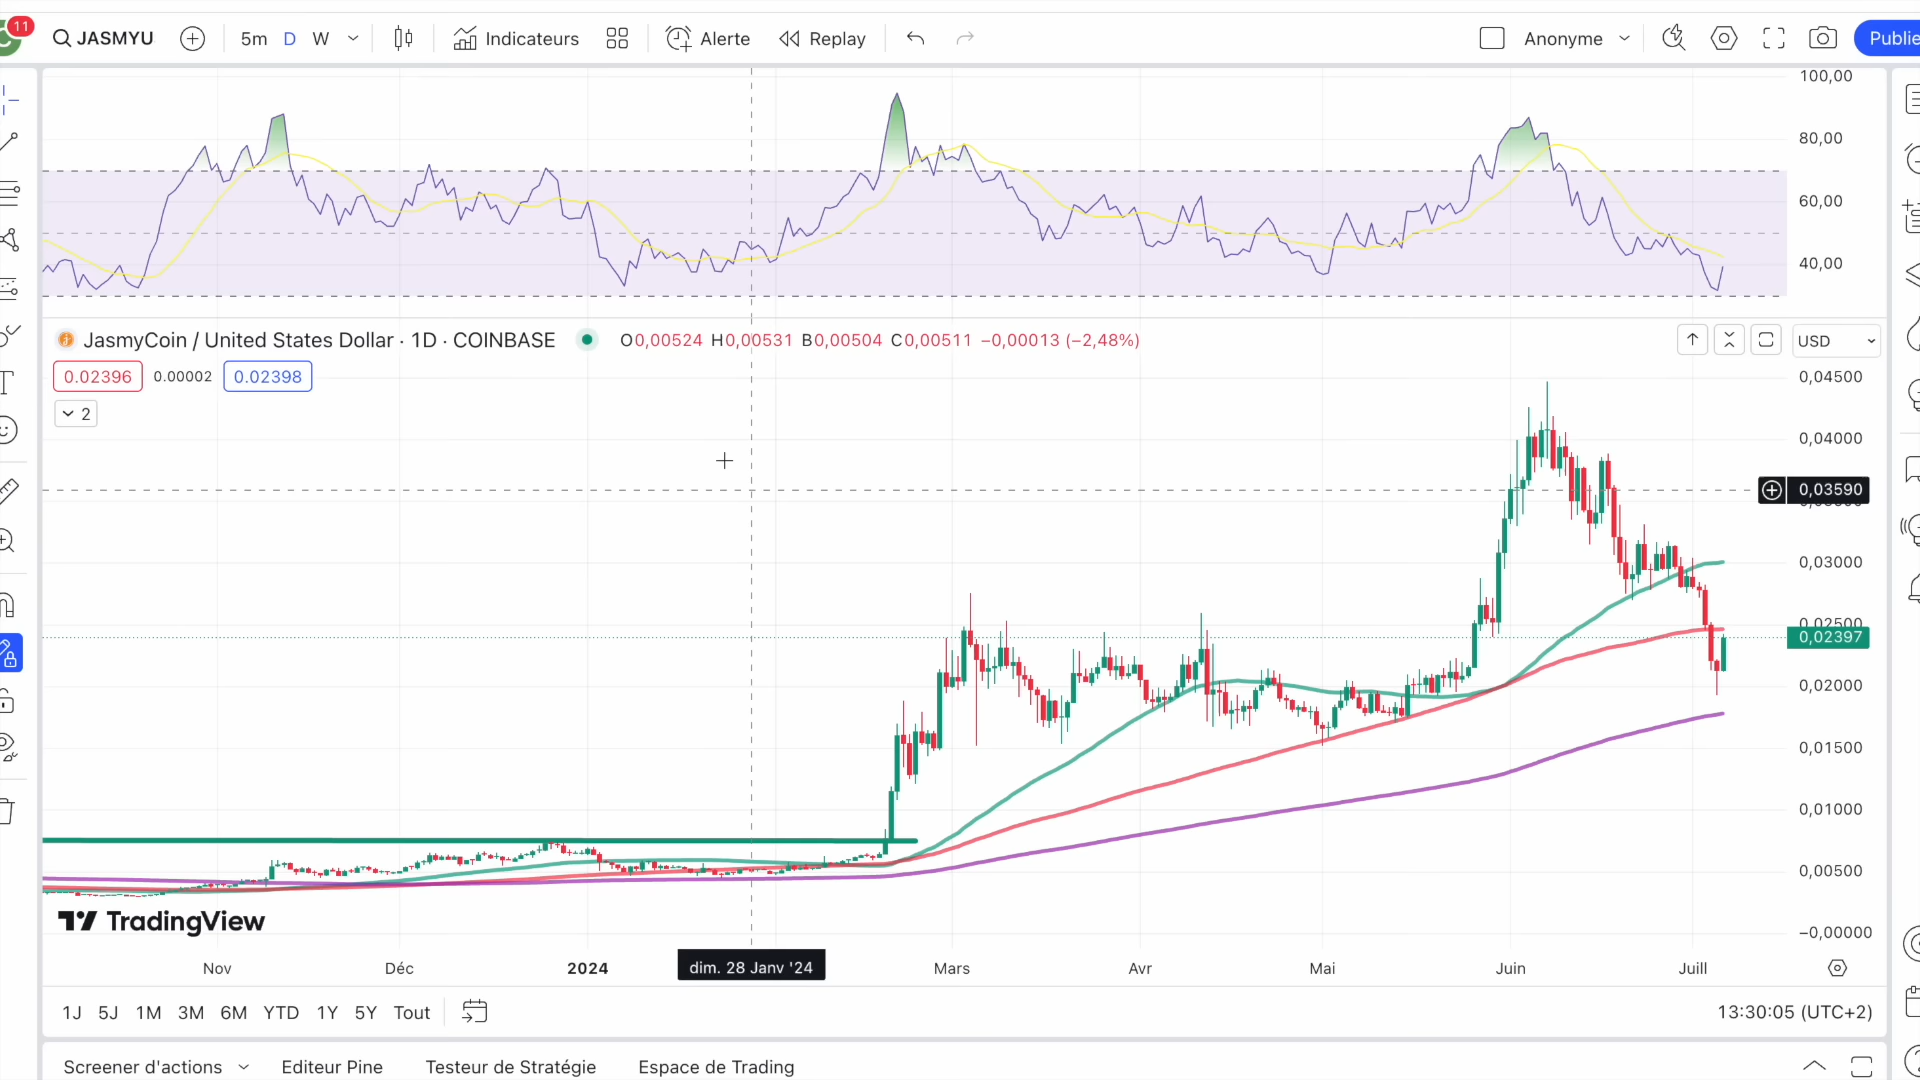 11
JASMYU 5m D W Indicateurs Alerte Replay Anonyme Publie
100,00
80,00
60,00
40,00
JasmyCoin / United States Dollar · 1D · COINBASE O0,00524 H0,00531 B0,00504 C0,00511 −0,00013 (−2,48%) USD
0.02396 0.00002 0.02398
2
0,04500
0,04000
0,03590
0,03000
0,02500
0,02397
0,02000
0,01500
0,01000
0,00500
−0,00000
TradingView
Nov Déc 2024 dim. 28 Janv '24 Mars Avr Mai Juin Juill
1J 5J 1M 3M 6M YTD 1Y 5Y Tout 13:30:05 (UTC+2)
Screener d'actions Editeur Pine Testeur de Stratégie Espace de Trading